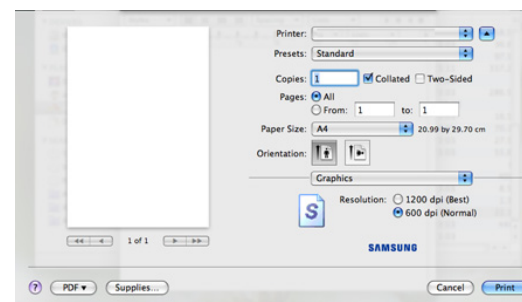 Printer:
Presets: Standard
Copies: 1 Collated Two-Sided
Pages: All
From: 1 to: 1
Paper Size: A4 20.99 by 29.70 cm
Orientation:
Graphics
Resolution: 1200 dpi (Best)
600 dpi (Normal)
S
SAMSUNG
1 of 1
? PDF Supplies... Cancel Print